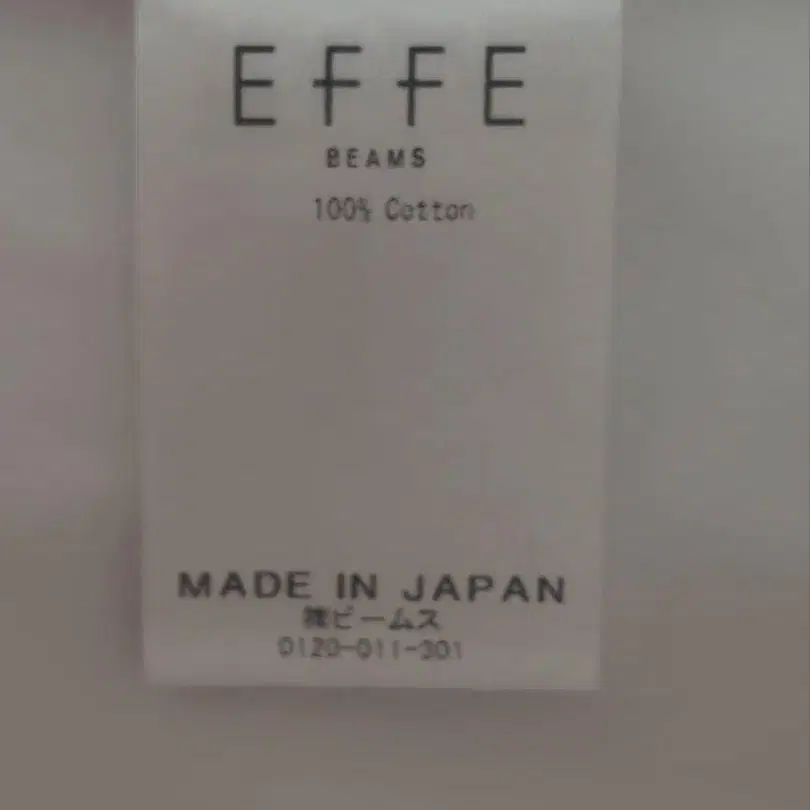 EFFE
BEAMS
100% Cotton
MADE IN JAPAN
㈱ビームス
0120-011-301